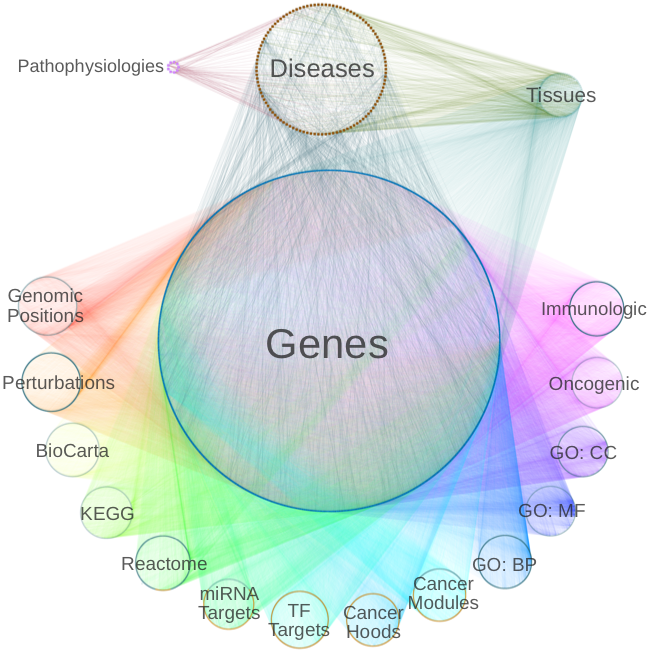 Pathophysiologies
Diseases
Tissues
Genes
Genomic
Positions
Perturbations
BioCarta
KEGG
Reactome
miRNA
Targets
TF
Targets
Cancer
Hoods
Cancer
Modules
GO: BP
GO: MF
GO: CC
Oncogenic
Immunologic